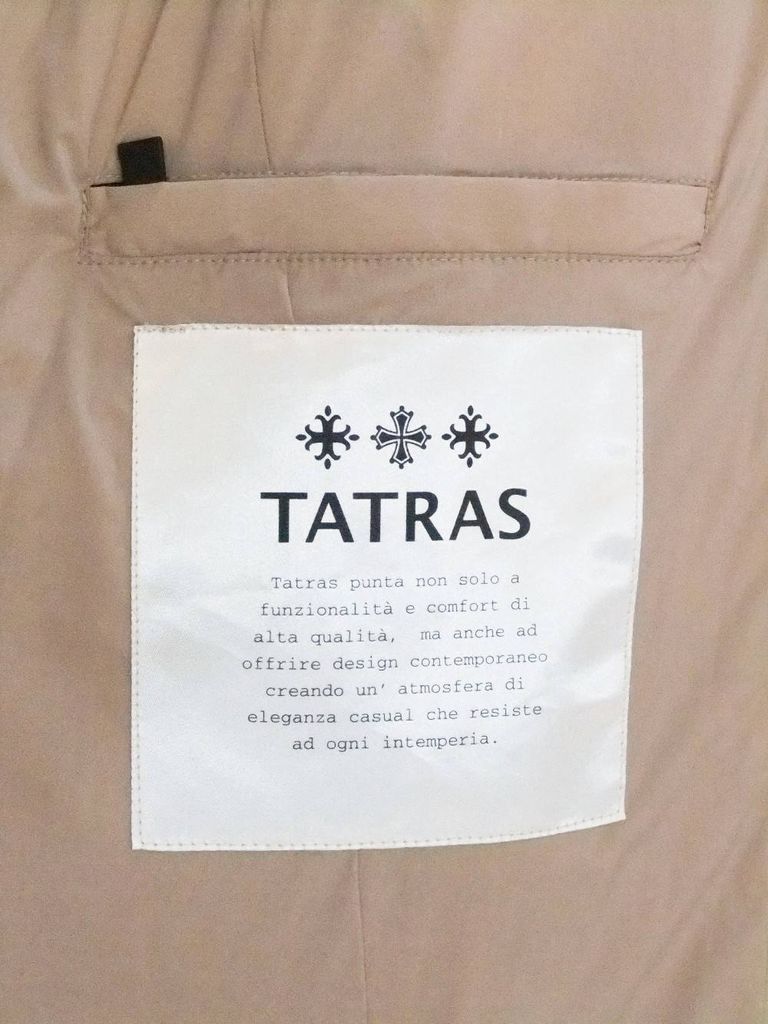 TATRAS
Tatras punta non solo a
funzionalità e comfort di
alta qualità, ma anche ad
offrire design contemporaneo
creando un' atmosfera di
eleganza casual che resiste
ad ogni intemperia.